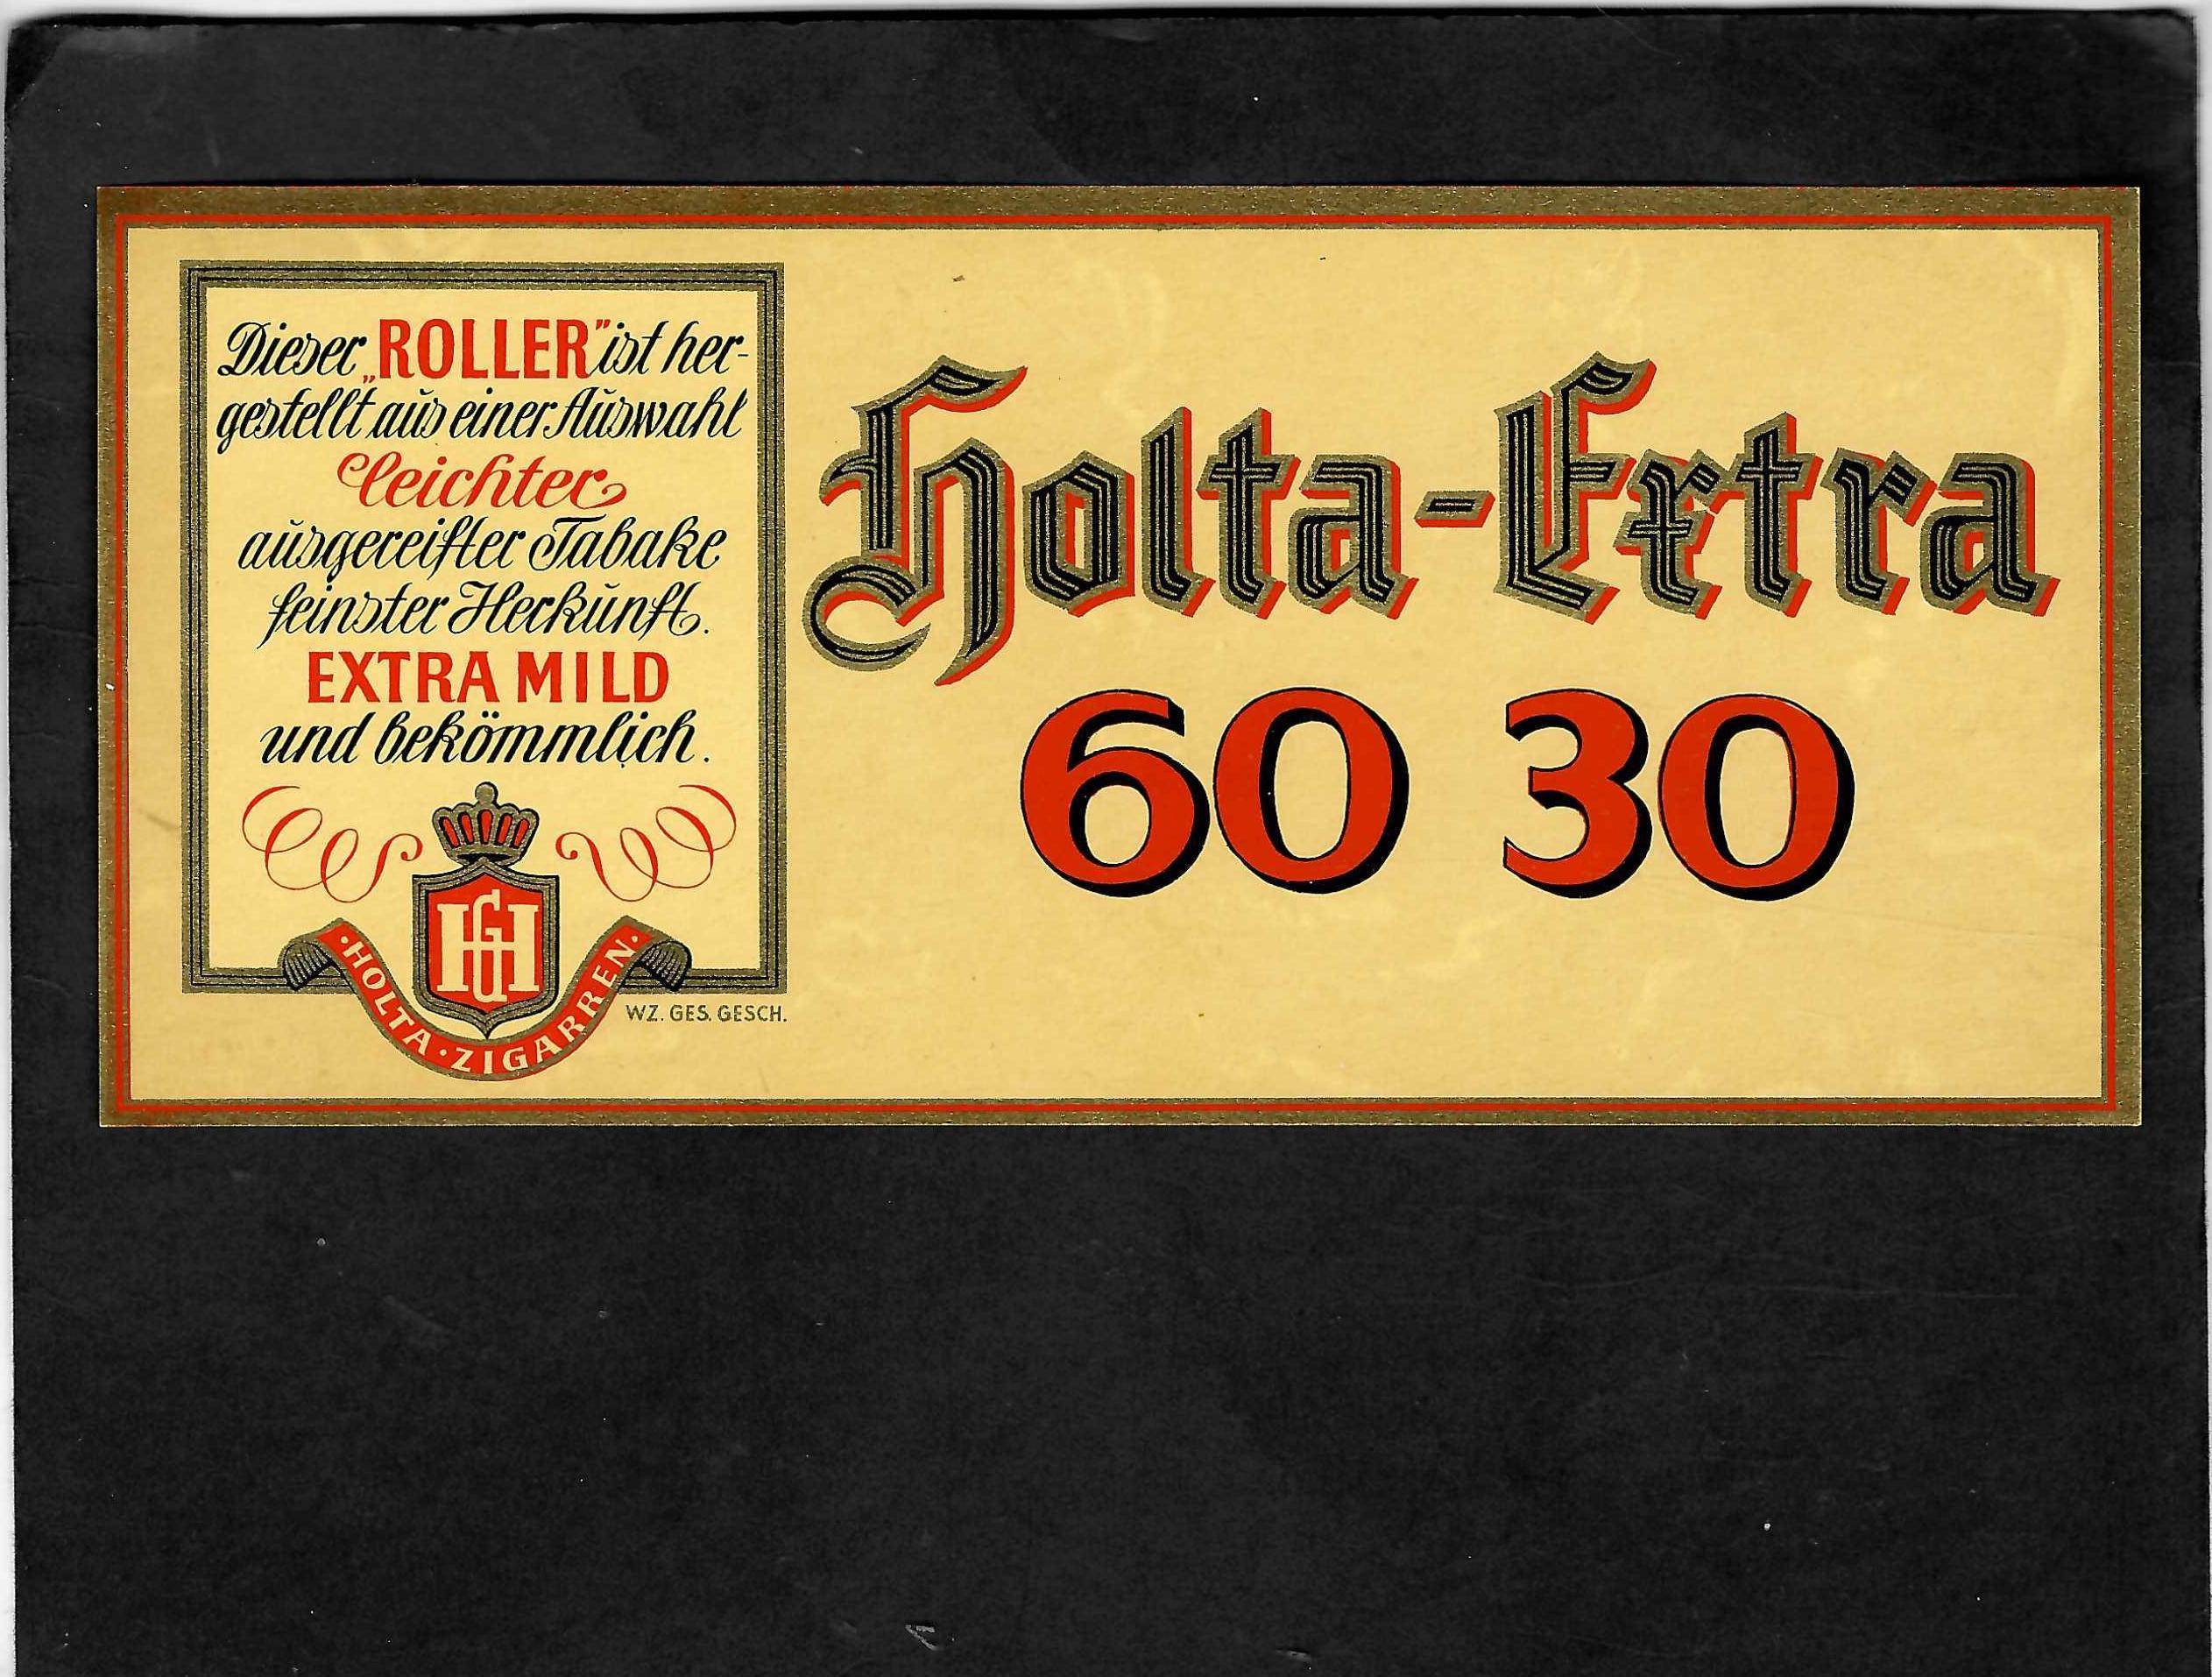 Dieser „ROLLER" ist her-
gestellt aus einer Auswahl
leichter
ausgereifter Tabake
feinster Herkunft.
EXTRA MILD
und bekömmlich.
HGH
·HOLTA·ZIGARREN·
WZ. GES. GESCH.
Holta-Extra
60 30